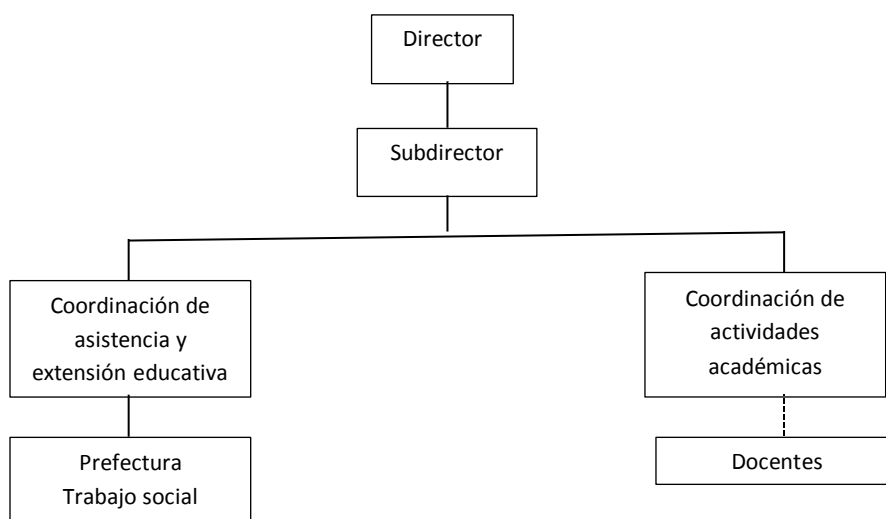 Director
Subdirector
Coordinación de
asistencia y
extensión educativa
Coordinación de
actividades
académicas
Prefectura
Trabajo social
Docentes